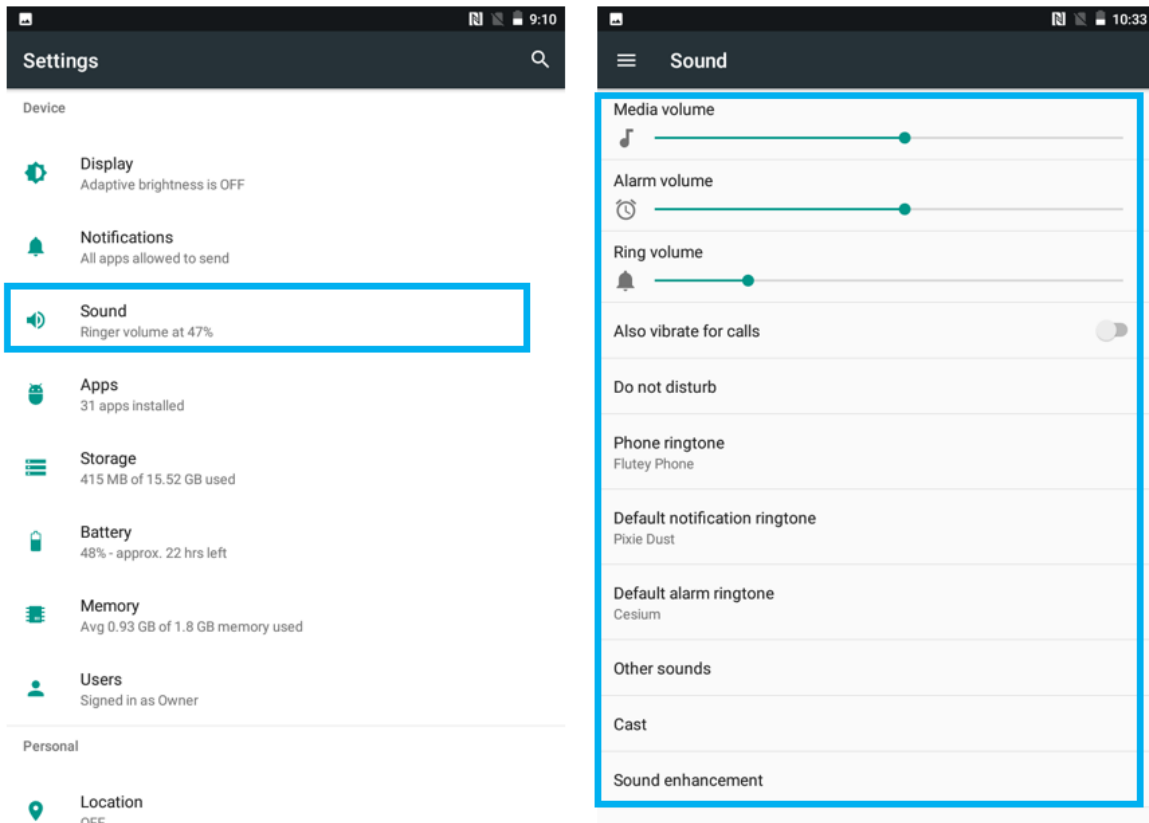 9:10
Settings
Device
Display
Adaptive brightness is OFF
Notifications
All apps allowed to send
Sound
Ringer volume at 47%
Apps
31 apps installed
Storage
415 MB of 15.52 GB used
Battery
48% - approx. 22 hrs left
Memory
Avg 0.93 GB of 1.8 GB memory used
Users
Signed in as Owner
Personal
Location
OFF
10:33
Sound
Media volume
Alarm volume
Ring volume
Also vibrate for calls
Do not disturb
Phone ringtone
Flutey Phone
Default notification ringtone
Pixie Dust
Default alarm ringtone
Cesium
Other sounds
Cast
Sound enhancement